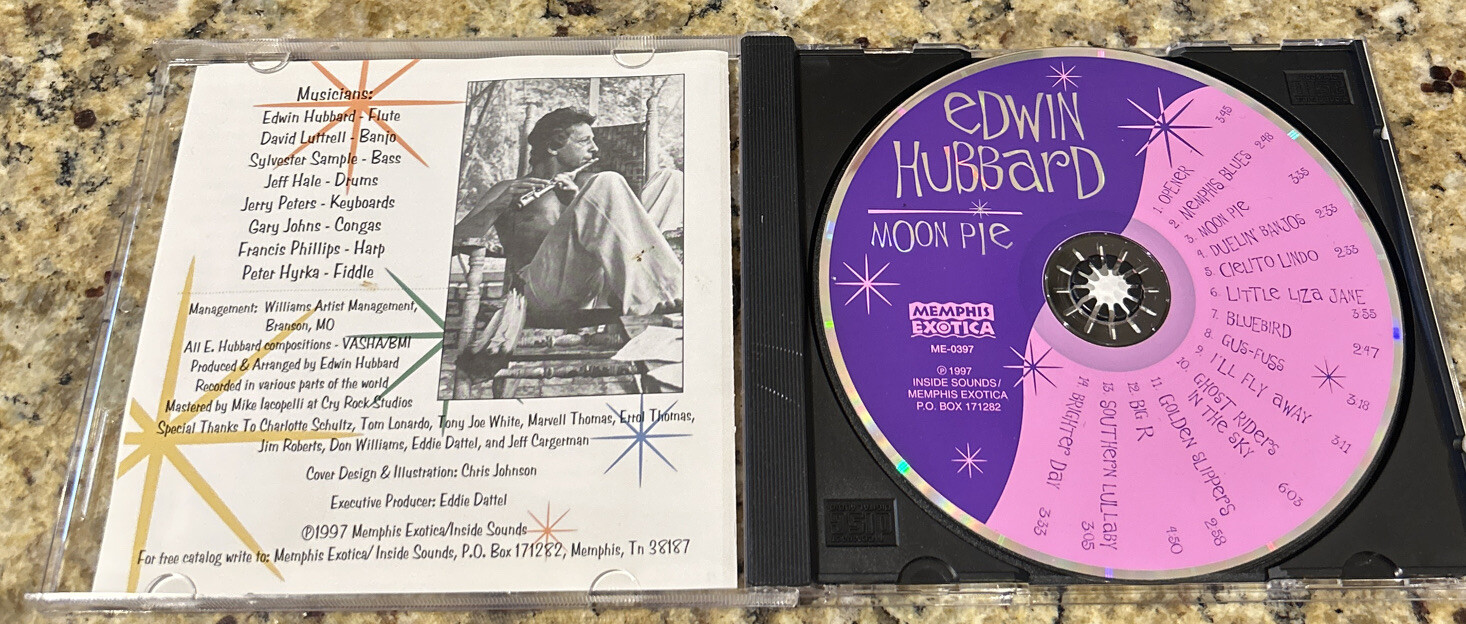 Musicians:
Edwin Hubbard - Flute
David Luttrell - Banjo
Sylvester Sample - Bass
Jeff Hale - Drums
Jerry Peters - Keyboards
Gary Johns - Congas
Francis Phillips - Harp
Peter Hyrka - Fiddle
Management: Williams Artist Management,
Branson, MO
All E. Hubbard compositions - VASHA/BMI
Produced & Arranged by Edwin Hubbard
Recorded in various parts of the world
Mastered by Mike Iacopelli at Cry Rock Studios
Special Thanks To Charlotte Schultz, Tom Lonardo, Tony Joe White, Marvell Thomas, Errol Thomas,
Jim Roberts, Don Williams, Eddie Dattel, and Jeff Cargerman
Cover Design & Illustration: Chris Johnson
Executive Producer: Eddie Dattel
℗1997 Memphis Exotica/Inside Sounds
For free catalog write to: Memphis Exotica/ Inside Sounds, P.O. Box 171282, Memphis, Tn 38187
EDWIN
HUBBARD
MOON PIE
MEMPHIS
EXOTICA
ME-0397
℗ 1997
INSIDE SOUNDS/
MEMPHIS EXOTICA
P.O. BOX 171282
1. OPENER 3:45
2. MEMPHIS BLUES 2:48
3. MOON PIE 3:35
4. DUELIN' BANJOS 2:33
5. CIELITO LINDO 2:33
6. LITTLE LIZA JANE 3:55
7. BLUEBIRD 2:47
8. GUS-FUSS 3:18
9. I'LL FLY AWAY 3:11
10. GHOST RIDERS
IN THE SKY 6:03
11. GOLDEN SLIPPERS 2:58
12. BIG R 4:50
13. SOUTHERN LULLABY 3:05
14. BRIGHTER DAY 3:33